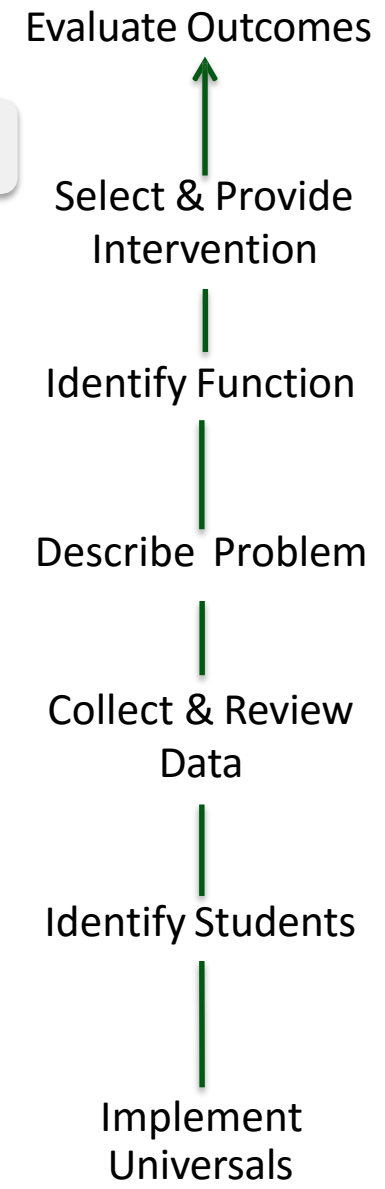 Evaluate Outcomes
Select & Provide
Intervention
Identify Function
Describe Problem
Collect & Review
Data
Identify Students
Implement
Universals